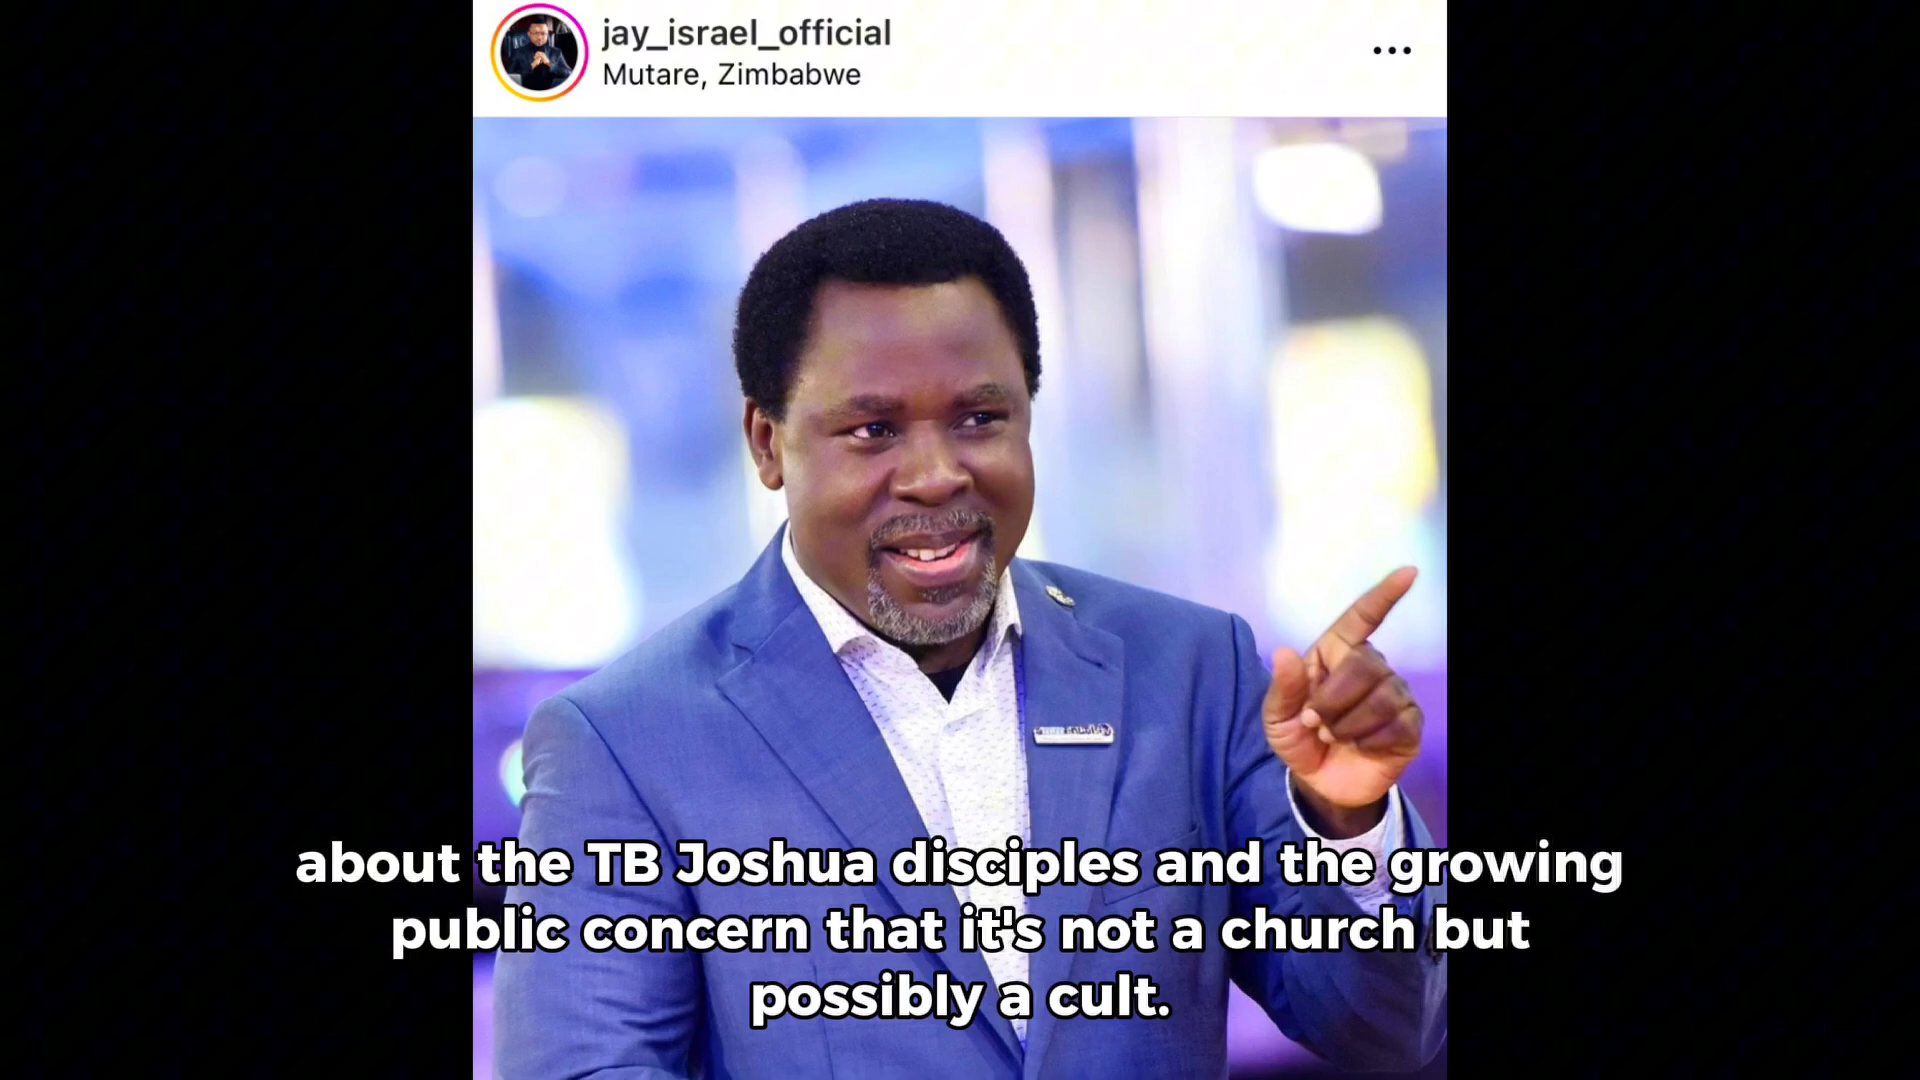 jay_israel_official
Mutare, Zimbabwe
about the TB Joshua disciples and the growing
public concern that it's not a church but
possibly a cult.